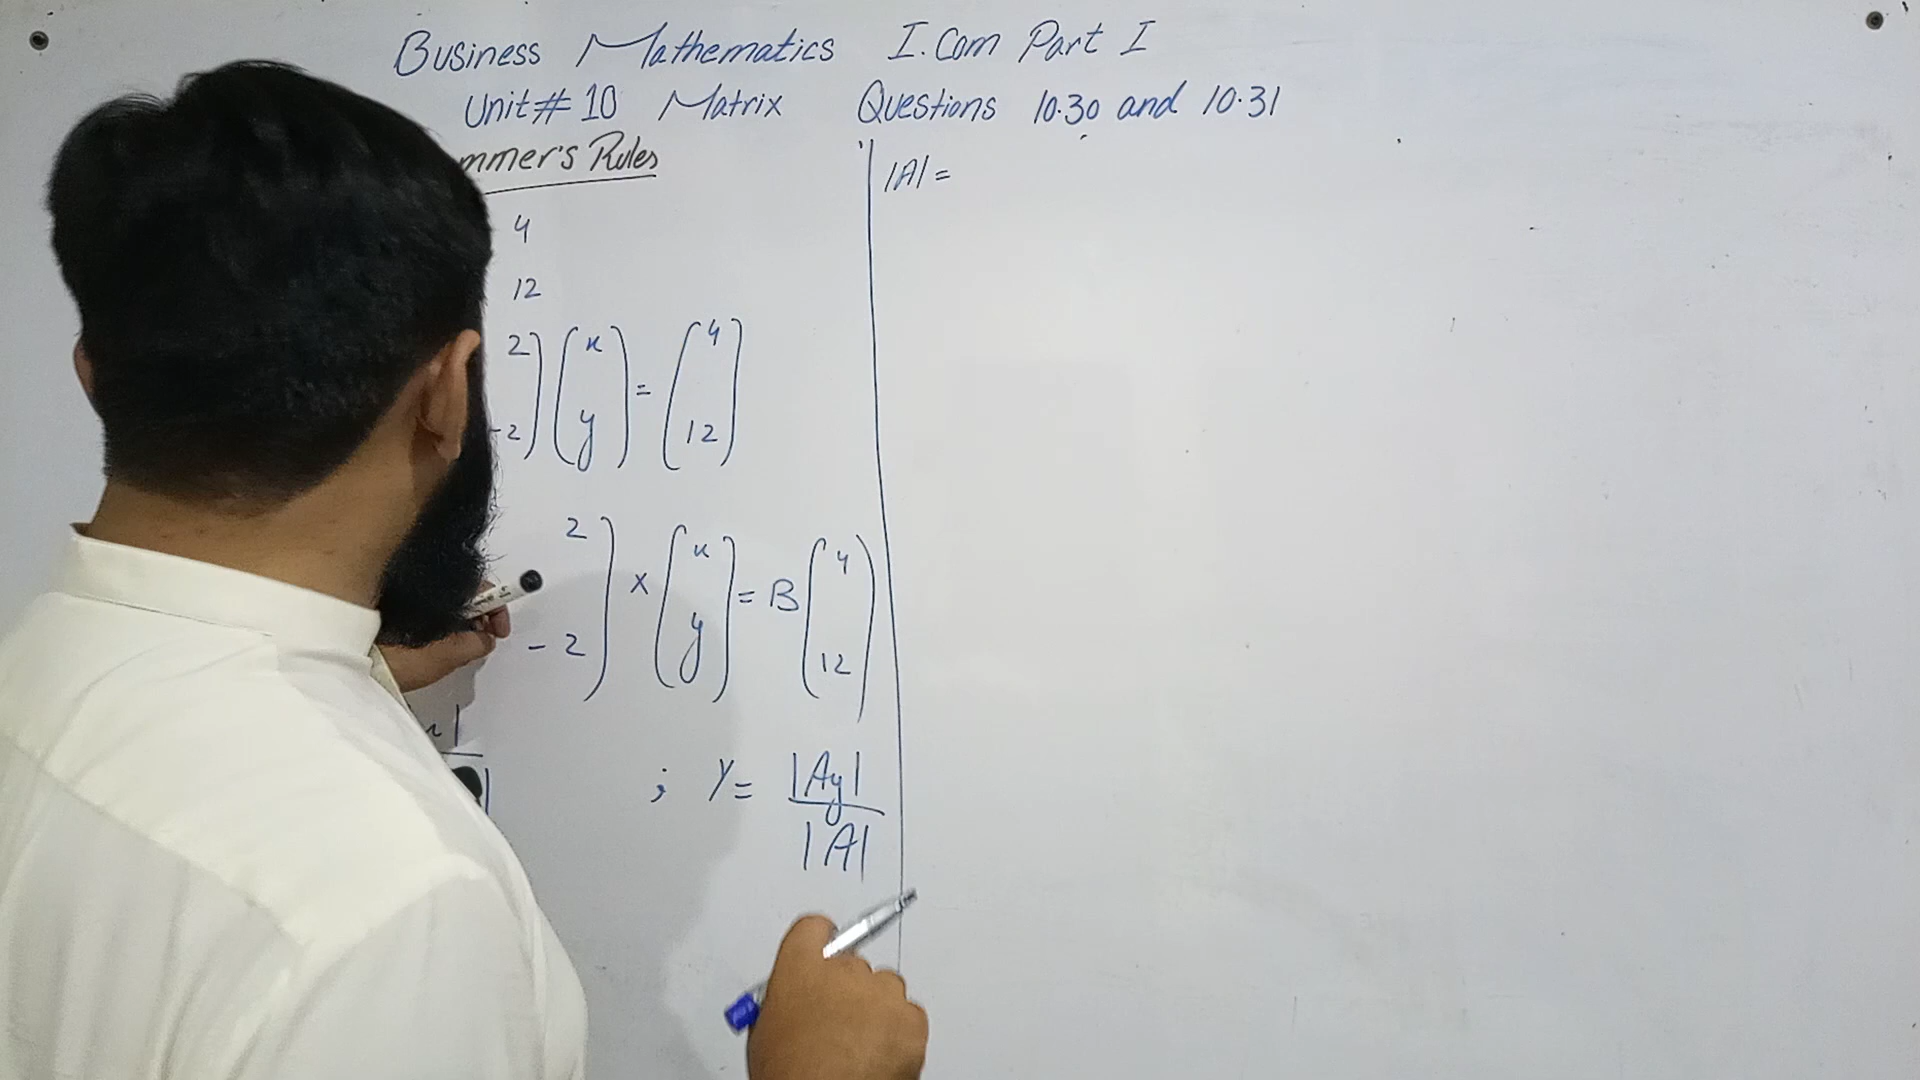 Business Mathematics I.Com Part I
Unit# 10 Matrix Questions 10.30 and 10.31
mmer's Rules
4
12
2) (x y) = (4 12)
-2)
2) × (x y) = B (4 12)
-2)
; Y = |Ay| / |A|
|A| =